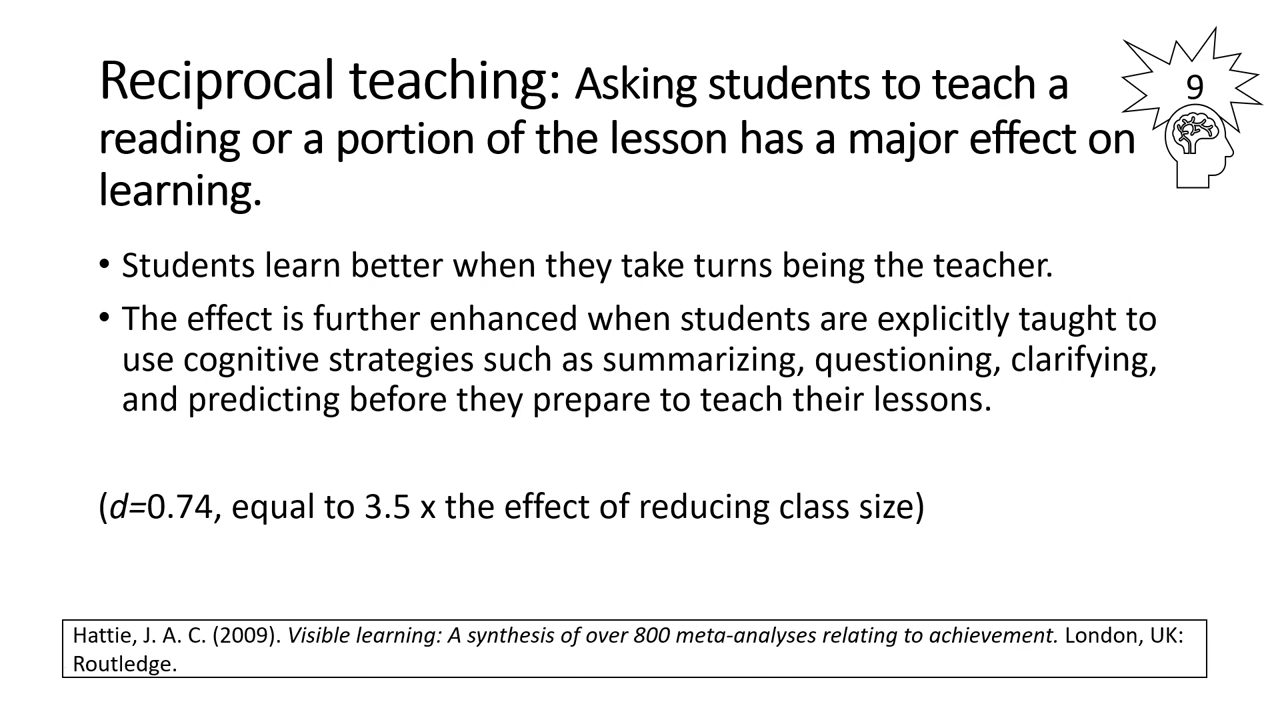 Reciprocal teaching: Asking students to teach a
reading or a portion of the lesson has a major effect on
learning.
9
• Students learn better when they take turns being the teacher.
• The effect is further enhanced when students are explicitly taught to
use cognitive strategies such as summarizing, questioning, clarifying,
and predicting before they prepare to teach their lessons.
(d=0.74, equal to 3.5 x the effect of reducing class size)
Hattie, J. A. C. (2009). Visible learning: A synthesis of over 800 meta-analyses relating to achievement. London, UK:
Routledge.